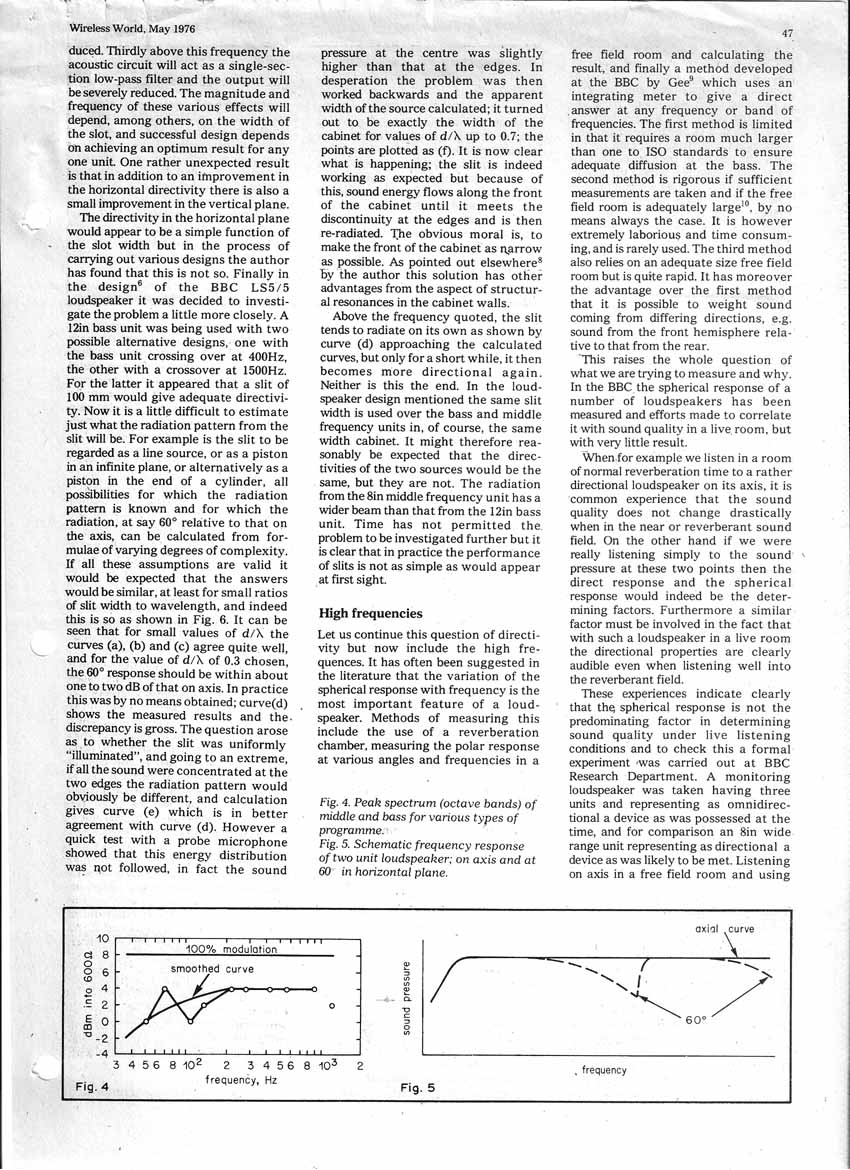 Wireless World, May 1976
47
duced. Thirdly above this frequency the
acoustic circuit will act as a single-sec-
tion low-pass filter and the output will
be severely reduced. The magnitude and
frequency of these various effects will
depend, among others, on the width of
the slot, and successful design depends
on achieving an optimum result for any
one unit. One rather unexpected result
is that in addition to an improvement in
the horizontal directivity there is also a
small improvement in the vertical plane.
The directivity in the horizontal plane
would appear to be a simple function of
the slot width but in the process of
carrying out various designs the author
has found that this is not so. Finally in
the design⁶ of the BBC LS5/5
loudspeaker it was decided to investi-
gate the problem a little more closely. A
12in bass unit was being used with two
possible alternative designs, one with
the bass unit crossing over at 400Hz,
the other with a crossover at 1500Hz.
For the latter it appeared that a slit of
100 mm would give adequate directivi-
ty. Now it is a little difficult to estimate
just what the radiation pattern from the
slit will be. For example is the slit to be
regarded as a line source, or as a piston
in an infinite plane, or alternatively as a
piston in the end of a cylinder, all
possibilities for which the radiation
pattern is known and for which the
radiation, at say 60° relative to that on
the axis, can be calculated from for-
mulae of varying degrees of complexity.
If all these assumptions are valid it
would be expected that the answers
would be similar, at least for small ratios
of slit width to wavelength, and indeed
this is so as shown in Fig. 6. It can be
seen that for small values of d/λ the
curves (a), (b) and (c) agree quite well,
and for the value of d/λ of 0.3 chosen,
the 60° response should be within about
one to two dB of that on axis. In practice
this was by no means obtained; curve(d)
shows the measured results and the
discrepancy is gross. The question arose
as to whether the slit was uniformly
"illuminated", and going to an extreme,
if all the sound were concentrated at the
two edges the radiation pattern would
obviously be different, and calculation
gives curve (e) which is in better
agreement with curve (d). However a
quick test with a probe microphone
showed that this energy distribution
was not followed, in fact the sound
pressure at the centre was slightly
higher than that at the edges. In
desperation the problem was then
worked backwards and the apparent
width of the source calculated; it turned
out to be exactly the width of the
cabinet for values of d/λ up to 0.7; the
points are plotted as (f). It is now clear
what is happening; the slit is indeed
working as expected but because of
this, sound energy flows along the front
of the cabinet until it meets the
discontinuity at the edges and is then
re-radiated. The obvious moral is, to
make the front of the cabinet as narrow
as possible. As pointed out elsewhere⁸
by the author this solution has other
advantages from the aspect of structur-
al resonances in the cabinet walls.
Above the frequency quoted, the slit
tends to radiate on its own as shown by
curve (d) approaching the calculated
curves, but only for a short while, it then
becomes more directional again.
Neither is this the end. In the loud-
speaker design mentioned the same slit
width is used over the bass and middle
frequency units in, of course, the same
width cabinet. It might therefore rea-
sonably be expected that the direc-
tivities of the two sources would be the
same, but they are not. The radiation
from the 8in middle frequency unit has a
wider beam than that from the 12in bass
unit. Time has not permitted the
problem to be investigated further but it
is clear that in practice the performance
of slits is not as simple as would appear
at first sight.
High frequencies
Let us continue this question of directi-
vity but now include the high fre-
quences. It has often been suggested in
the literature that the variation of the
spherical response with frequency is the
most important feature of a loud-
speaker. Methods of measuring this
include the use of a reverberation
chamber, measuring the polar response
at various angles and frequencies in a
Fig. 4. Peak spectrum (octave bands) of
middle and bass for various types of
programme.
Fig. 5. Schematic frequency response
of two unit loudspeaker; on axis and at
60° in horizontal plane.
free field room and calculating the
result, and finally a method developed
at the BBC by Gee⁹ which uses an
integrating meter to give a direct
answer at any frequency or band of
frequencies. The first method is limited
in that it requires a room much larger
than one to ISO standards to ensure
adequate diffusion at the bass. The
second method is rigorous if sufficient
measurements are taken and if the free
field room is adequately large¹⁰, by no
means always the case. It is however
extremely laborious and time consum-
ing, and is rarely used. The third method
also relies on an adequate size free field
room but is quite rapid. It has moreover
the advantage over the first method
that it is possible to weight sound
coming from differing directions, e.g.
sound from the front hemisphere rela-
tive to that from the rear.
This raises the whole question of
what we are trying to measure and why.
In the BBC the spherical response of a
number of loudspeakers has been
measured and efforts made to correlate
it with sound quality in a live room, but
with very little result.
When for example we listen in a room
of normal reverberation time to a rather
directional loudspeaker on its axis, it is
common experience that the sound
quality does not change drastically
when in the near or reverberant sound
field. On the other hand if we were
really listening simply to the sound
pressure at these two points then the
direct response and the spherical
response would indeed be the deter-
mining factors. Furthermore a similar
factor must be involved in the fact that
with such a loudspeaker in a live room
the directional properties are clearly
audible even when listening well into
the reverberant field.
These experiences indicate clearly
that the spherical response is not the
predominating factor in determining
sound quality under live listening
conditions and to check this a formal
experiment was carried out at BBC
Research Department. A monitoring
loudspeaker was taken having three
units and representing as omnidirec-
tional a device as was possessed at the
time, and for comparison an 8in wide
range unit representing as directional a
device as was likely to be met. Listening
on axis in a free field room and using
10
8
6
4
2
0
-2
-4
dBm into 600Ω
100% modulation
smoothed curve
3 4 5 6 8 10² 2 3 4 5 6 8 10³ 2
frequency, Hz
Fig. 4
sound pressure
axial curve
60°
frequency
Fig. 5